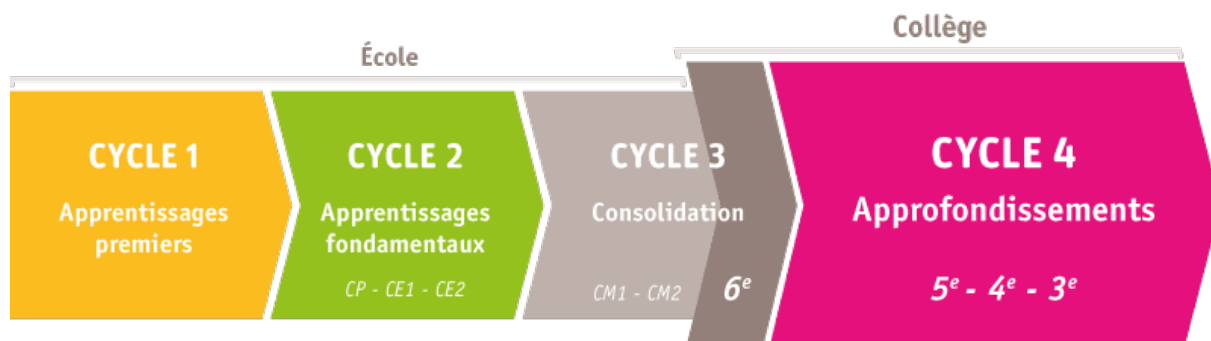 École
Collège
CYCLE 1
Apprentissages
premiers
CYCLE 2
Apprentissages
fondamentaux
CP - CE1 - CE2
CYCLE 3
Consolidation
CM1 - CM2
6e
CYCLE 4
Approfondissements
5e - 4e - 3e